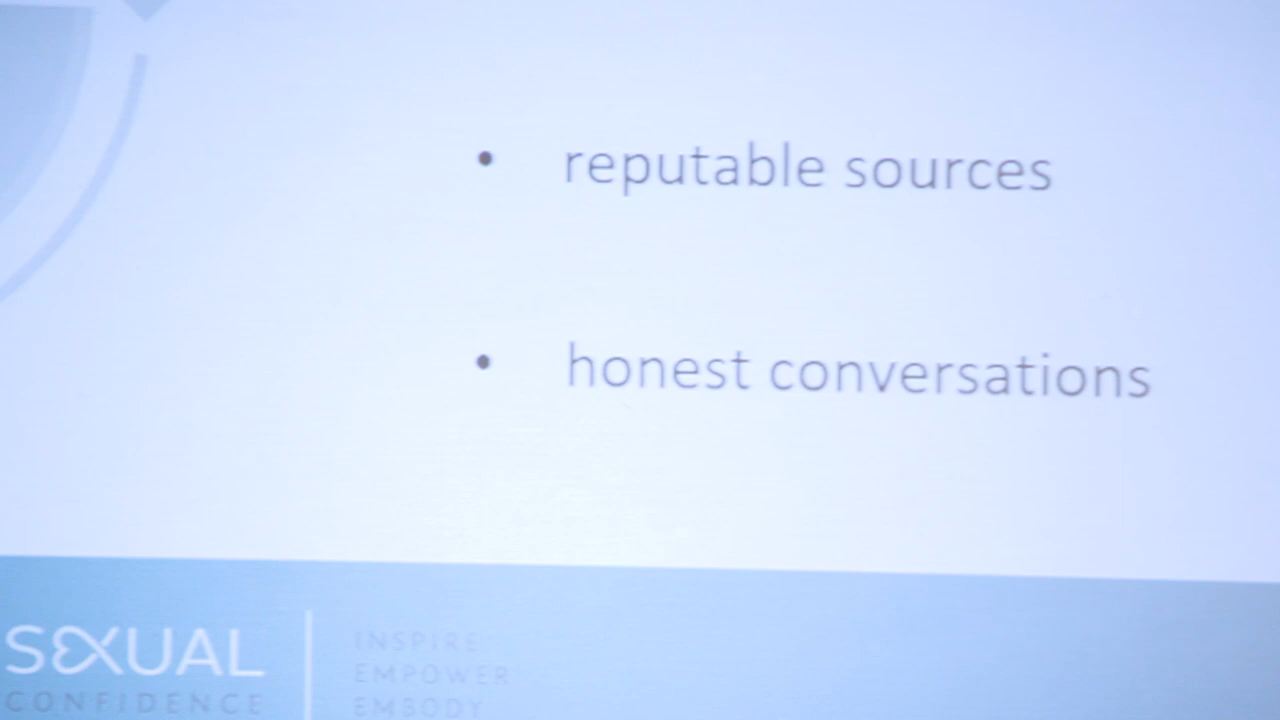 • reputable sources
• honest conversations
SEXUAL
CONFIDENCE
INSPIRE
EMPOWER
EMBODY